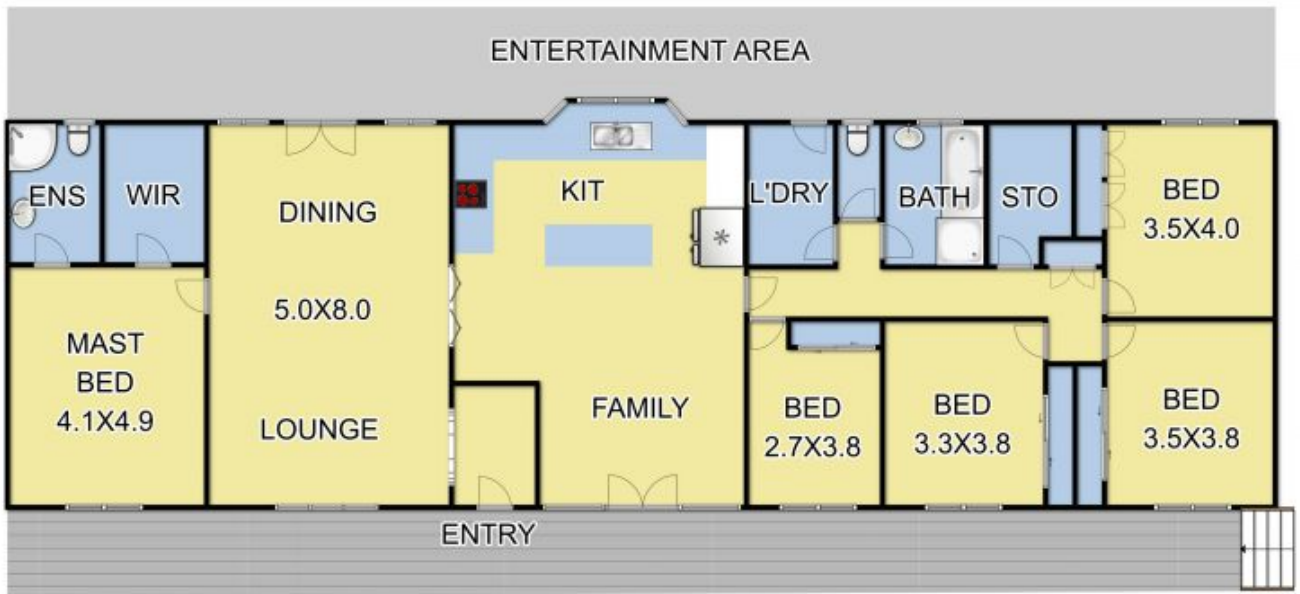 ENTERTAINMENT AREA
ENS
WIR
DINING
KIT
L'DRY
BATH
STO
BED
3.5X4.0
5.0X8.0
MAST
BED
4.1X4.9
LOUNGE
FAMILY
BED
2.7X3.8
BED
3.3X3.8
BED
3.5X3.8
ENTRY